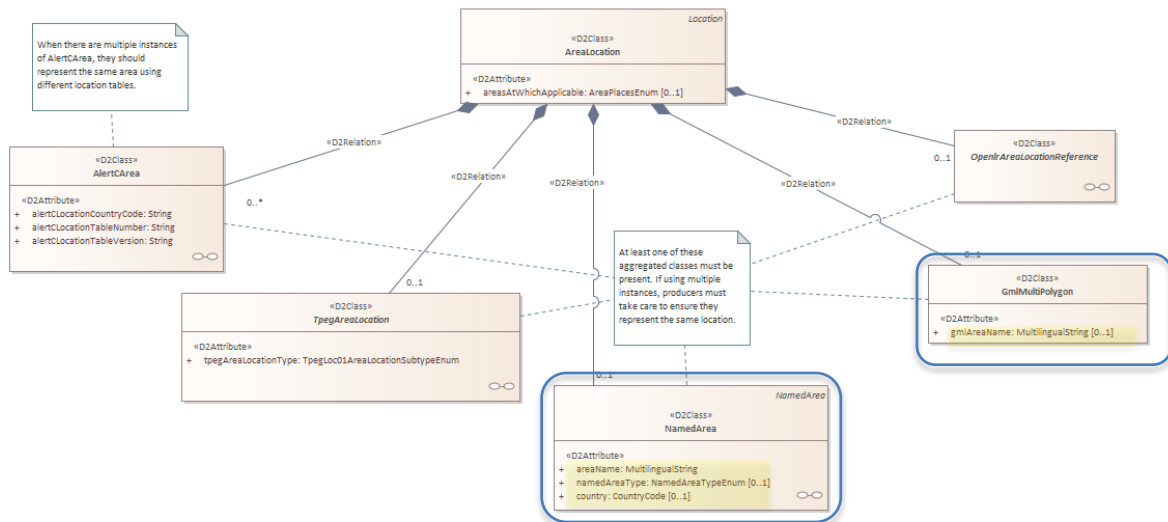 Location
«D2Class»
AreaLocation
«D2Attribute»
+ areasAtWhichApplicable: AreaPlacesEnum [0..1]
When there are multiple instances
of AlertCArea, they should
represent the same area using
different location tables.
«D2Relation»
«D2Relation»
«D2Relation»
«D2Relation»
«D2Relation»
«D2Class»
AlertCArea
«D2Attribute»
+ alertCLocationCountryCode: String
+ alertCLocationTableNumber: String
+ alertCLocationTableVersion: String
0..*
0..1
«D2Class»
OpenlrAreaLocationReference
At least one of these
aggregated classes must be
present. If using multiple
instances, producers must
take care to ensure they
represent the same location.
0..1
«D2Class»
TpegAreaLocation
«D2Attribute»
+ tpegAreaLocationType: TpegLoc01AreaLocationSubtypeEnum
0..1
«D2Class»
GmlMultiPolygon
«D2Attribute»
+ gmlAreaName: MultilingualString [0..1]
0..1
NamedArea
«D2Class»
NamedArea
«D2Attribute»
+ areaName: MultilingualString
+ namedAreaType: NamedAreaTypeEnum [0..1]
+ country: CountryCode [0..1]